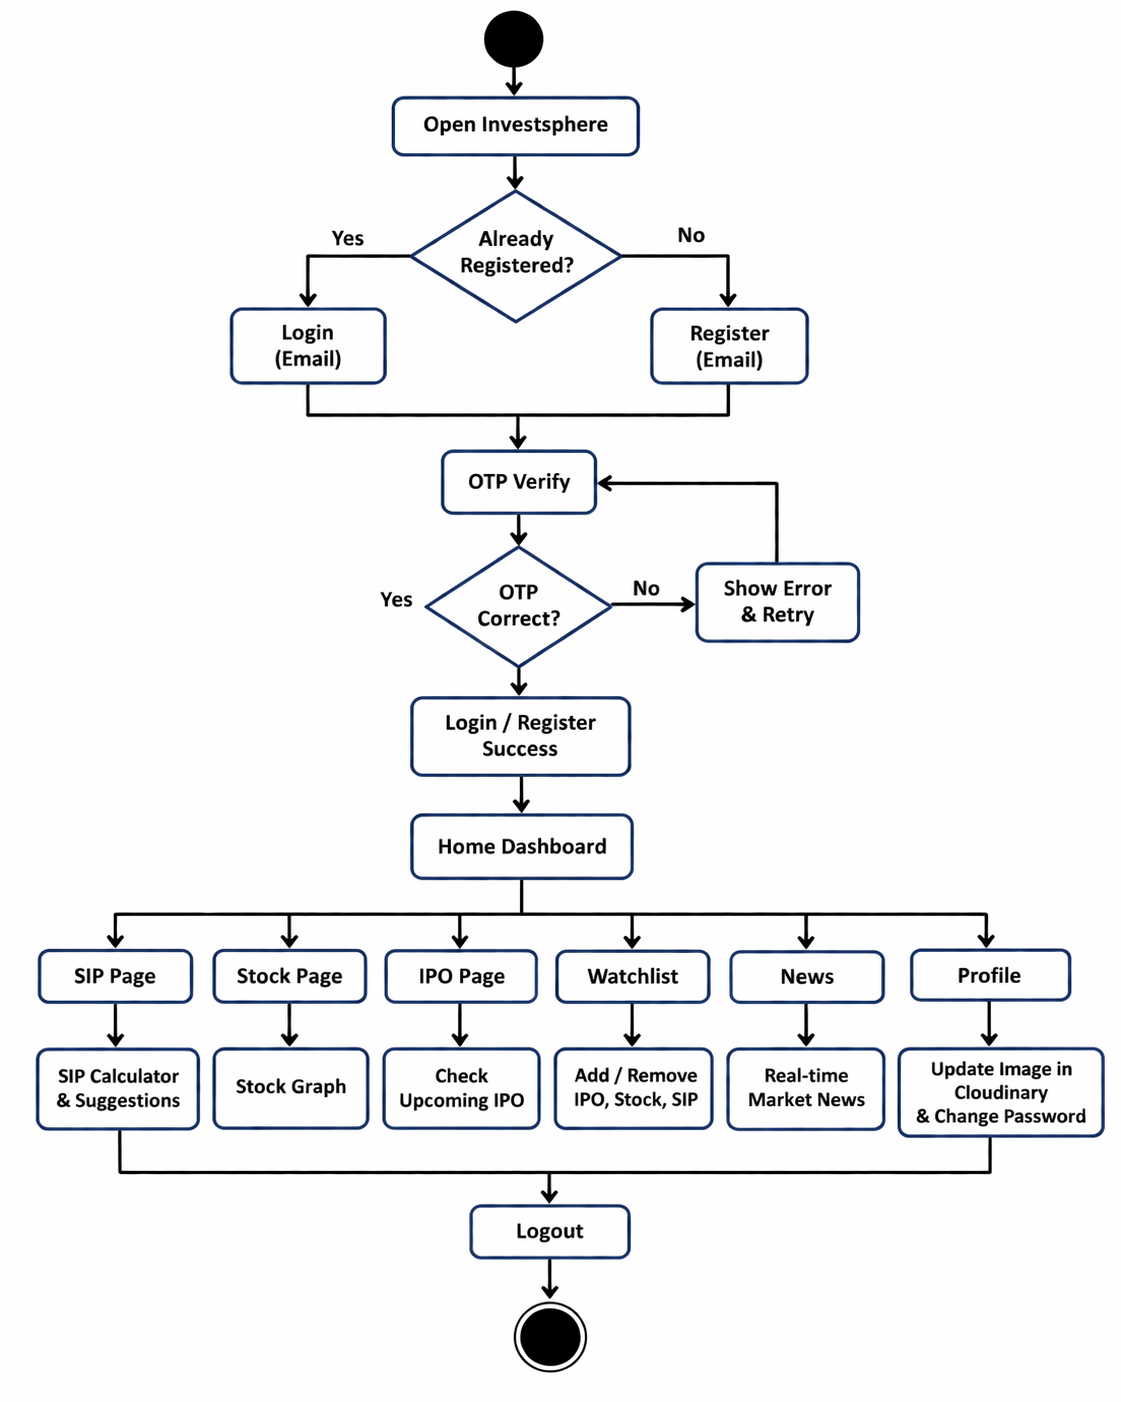 Open Investsphere
Already
Registered?
Yes
No
Login
(Email)
Register
(Email)
OTP Verify
OTP
Correct?
Yes
No
Show Error
& Retry
Login / Register
Success
Home Dashboard
SIP Page
Stock Page
IPO Page
Watchlist
News
Profile
SIP Calculator
& Suggestions
Stock Graph
Check
Upcoming IPO
Add / Remove
IPO, Stock, SIP
Real-time
Market News
Update Image in
Cloudinary
& Change Password
Logout